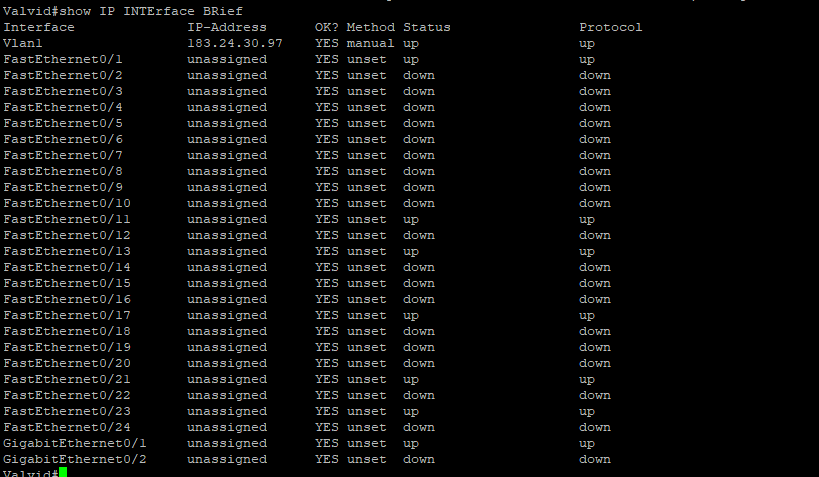 Valvid#show IP INTErface BRief
Interface IP-Address OK? Method Status Protocol
Vlan1 183.24.30.97 YES manual up up
FastEthernet0/1 unassigned YES unset up up
FastEthernet0/2 unassigned YES unset down down
FastEthernet0/3 unassigned YES unset down down
FastEthernet0/4 unassigned YES unset down down
FastEthernet0/5 unassigned YES unset down down
FastEthernet0/6 unassigned YES unset down down
FastEthernet0/7 unassigned YES unset down down
FastEthernet0/8 unassigned YES unset down down
FastEthernet0/9 unassigned YES unset down down
FastEthernet0/10 unassigned YES unset down down
FastEthernet0/11 unassigned YES unset up up
FastEthernet0/12 unassigned YES unset down down
FastEthernet0/13 unassigned YES unset up up
FastEthernet0/14 unassigned YES unset down down
FastEthernet0/15 unassigned YES unset down down
FastEthernet0/16 unassigned YES unset down down
FastEthernet0/17 unassigned YES unset up up
FastEthernet0/18 unassigned YES unset down down
FastEthernet0/19 unassigned YES unset down down
FastEthernet0/20 unassigned YES unset down down
FastEthernet0/21 unassigned YES unset up up
FastEthernet0/22 unassigned YES unset down down
FastEthernet0/23 unassigned YES unset up up
FastEthernet0/24 unassigned YES unset down down
GigabitEthernet0/1 unassigned YES unset up up
GigabitEthernet0/2 unassigned YES unset down down
Valvid#